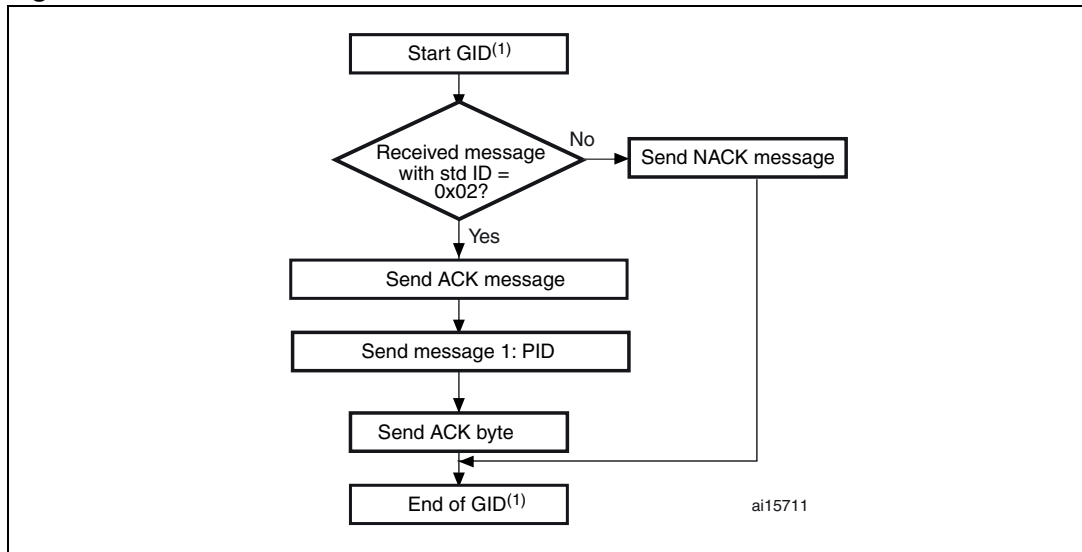 Start GID(1)
Received message
with std ID =
0x02?
No
Send NACK message
Yes
Send ACK message
Send message 1: PID
Send ACK byte
End of GID(1)
ai15711